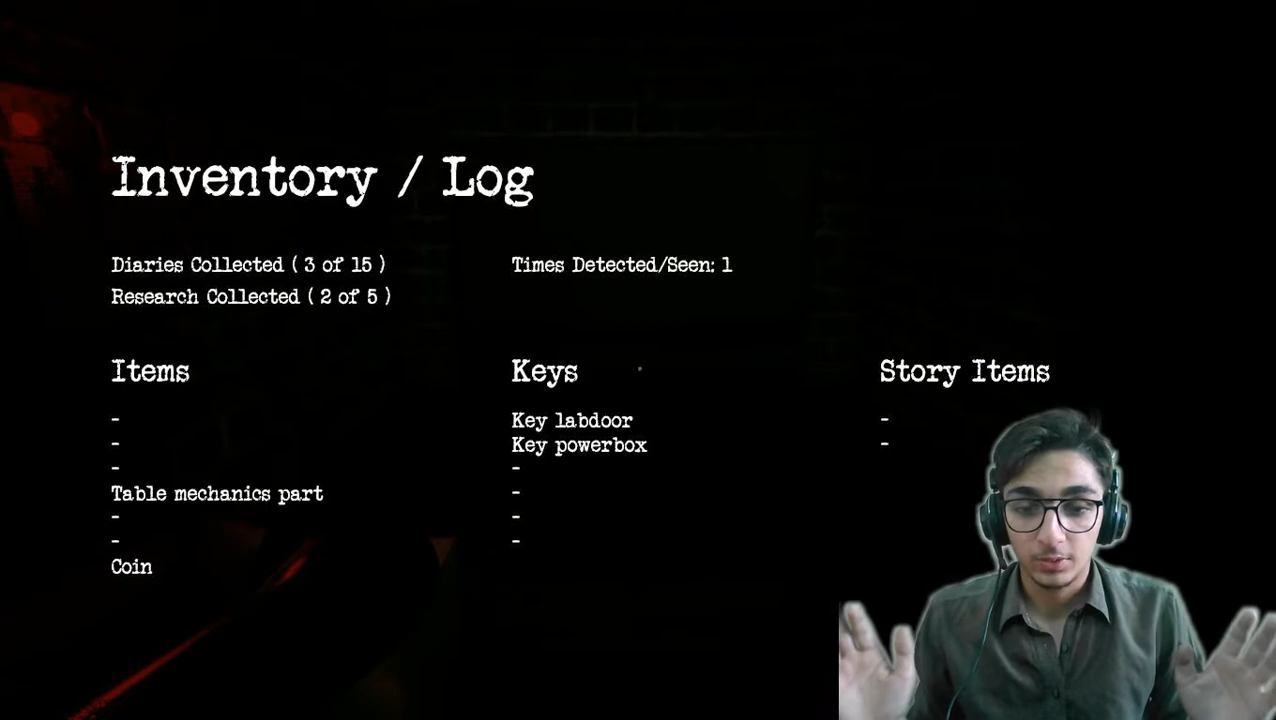 Inventory / Log
Diaries Collected ( 3 of 15 )
Times Detected/Seen: 1
Research Collected ( 2 of 5 )
Items
-
-
-
Table mechanics part
-
-
Coin
Keys
Key labdoor
Key powerbox
-
-
-
-
Story Items
-
-